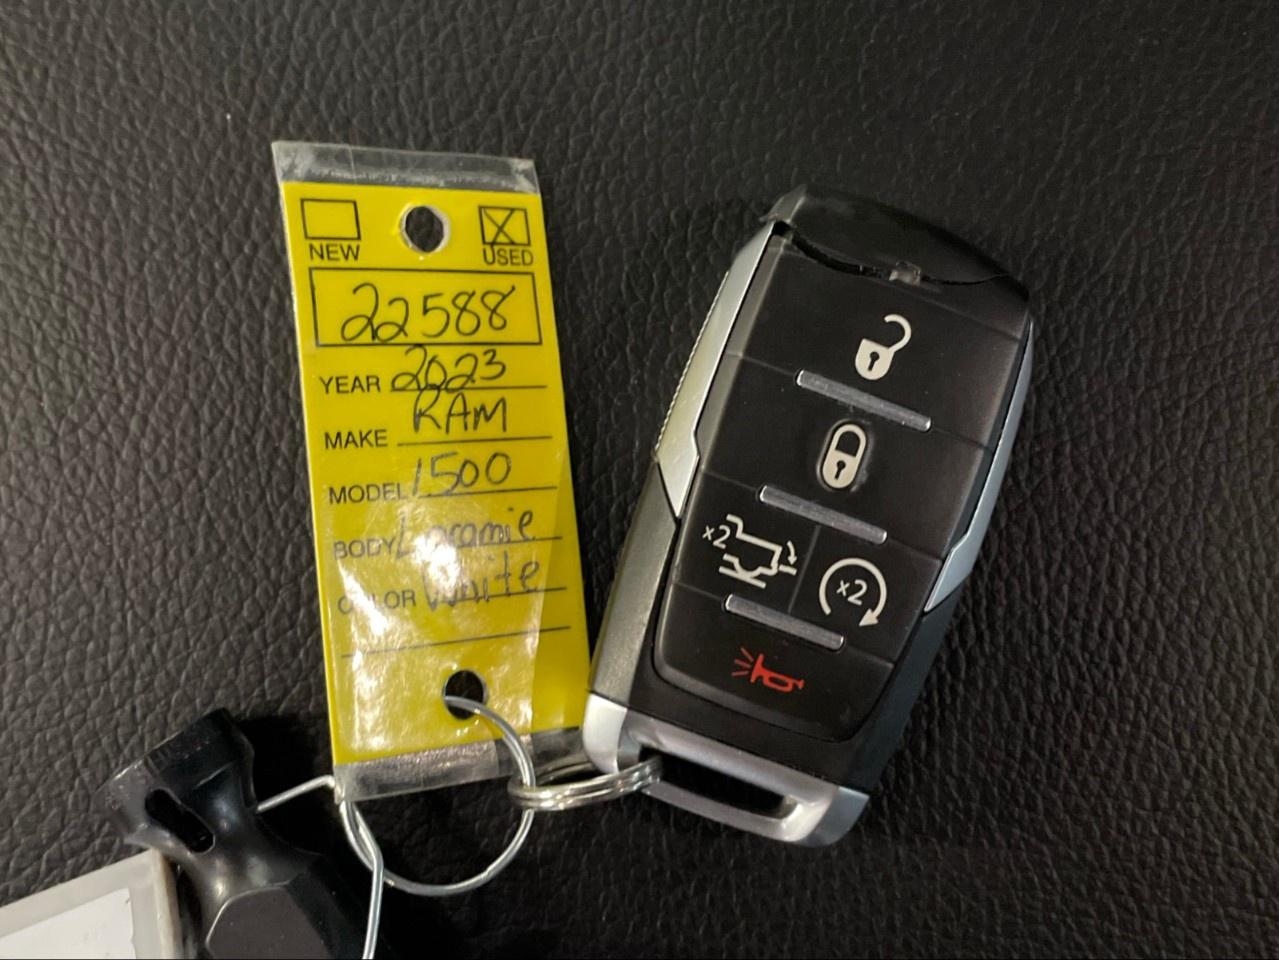 NEW USED
22588
YEAR 2023
MAKE RAM
MODEL 1500
BODY Laramie
COLOR White
x2
x2